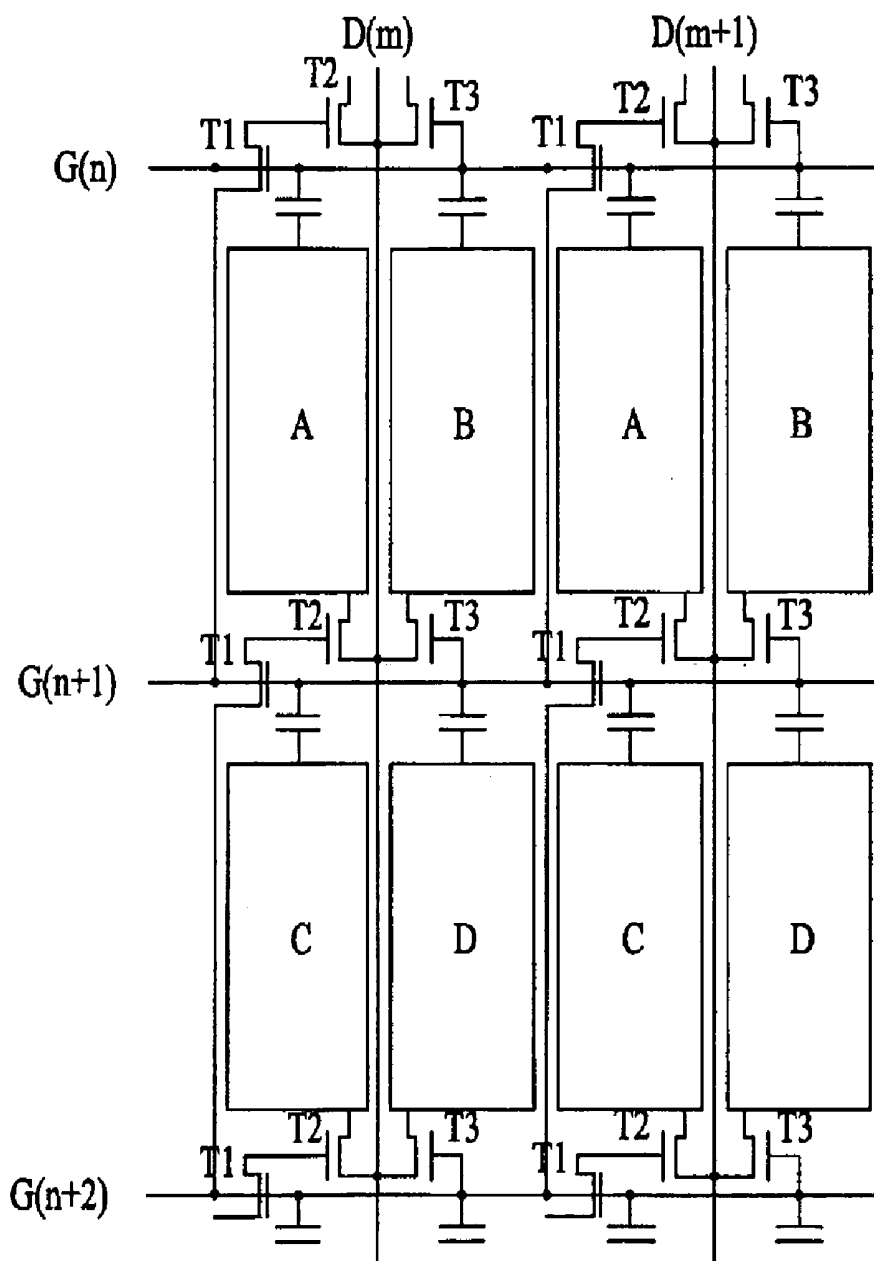 D(m) D(m+1)
T2 T3 T2 T3
T1 T1
G(n)
A B A B
T2 T3 T2 T3
T1 T1
G(n+1)
C D C D
T2 T3 T2 T3
T1 T1
G(n+2)